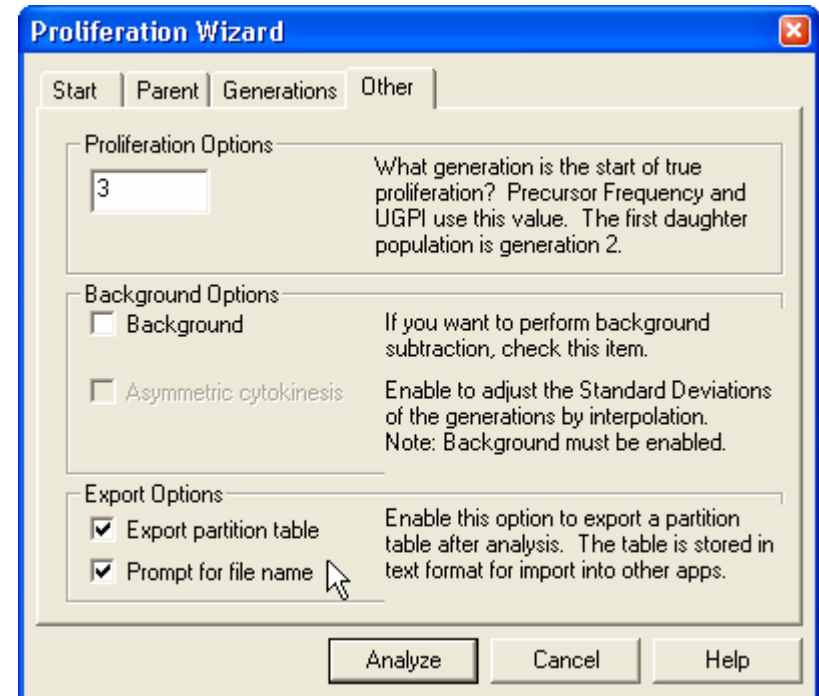 Proliferation Wizard
Start Parent Generations Other
Proliferation Options
3
What generation is the start of true
proliferation? Precursor Frequency and
UGPI use this value. The first daughter
population is generation 2.
Background Options
Background
If you want to perform background
subtraction, check this item.
Asymmetric cytokinesis
Enable to adjust the Standard Deviations
of the generations by interpolation.
Note: Background must be enabled.
Export Options
Export partition table
Prompt for file name
Enable this option to export a partition
table after analysis. The table is stored in
text format for import into other apps.
Analyze Cancel Help